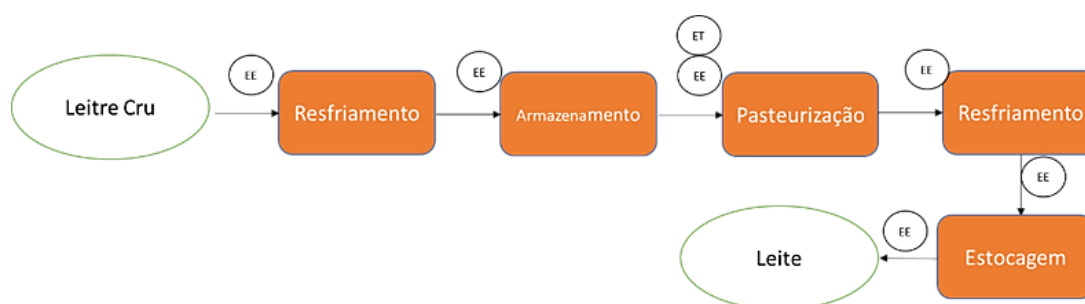 ET
EE
EE
EE
EE
Leitre Cru
Resfriamento
Armazenamento
Pasteurização
Resfriamento
EE
EE
Leite
Estocagem